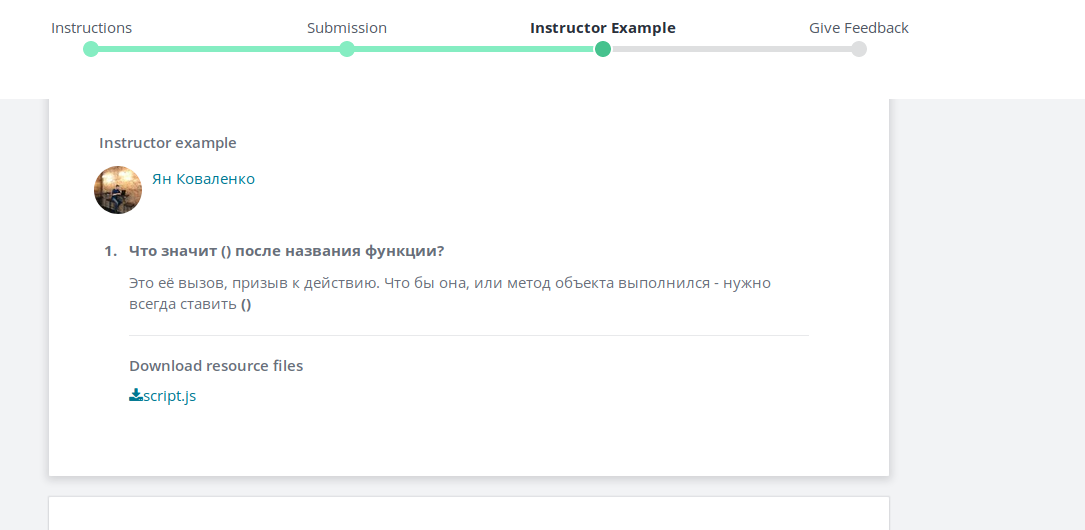 Instructions
Submission
Instructor Example
Give Feedback
Instructor example
Ян Коваленко
1. Что значит () после названия функции?
Это её вызов, призыв к действию. Что бы она, или метод объекта выполнился - нужно
всегда ставить ()
Download resource files
script.js